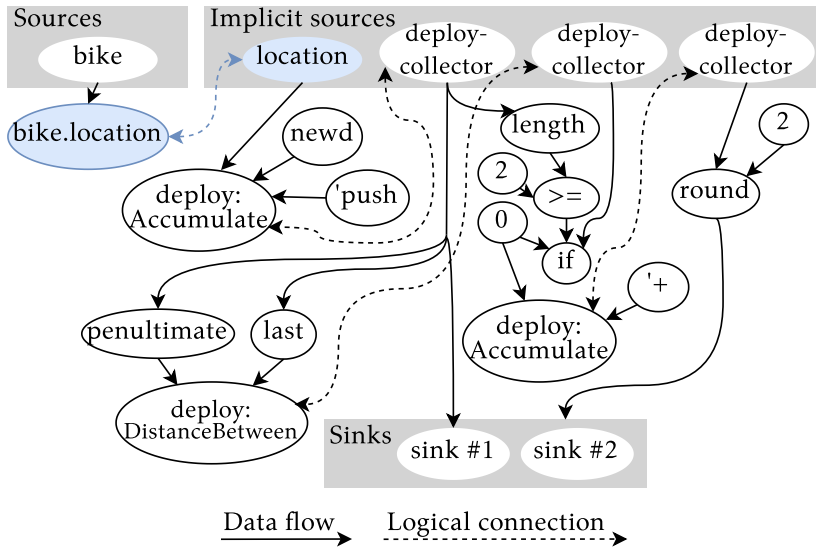 Sources
bike
bike.location
Implicit sources
location
deploy-
collector
deploy-
collector
deploy-
collector
newd
'push
deploy:
Accumulate
length
2
>=
0
if
2
round
'+
deploy:
Accumulate
penultimate
last
deploy:
DistanceBetween
Sinks
sink #1
sink #2
Data flow
Logical connection